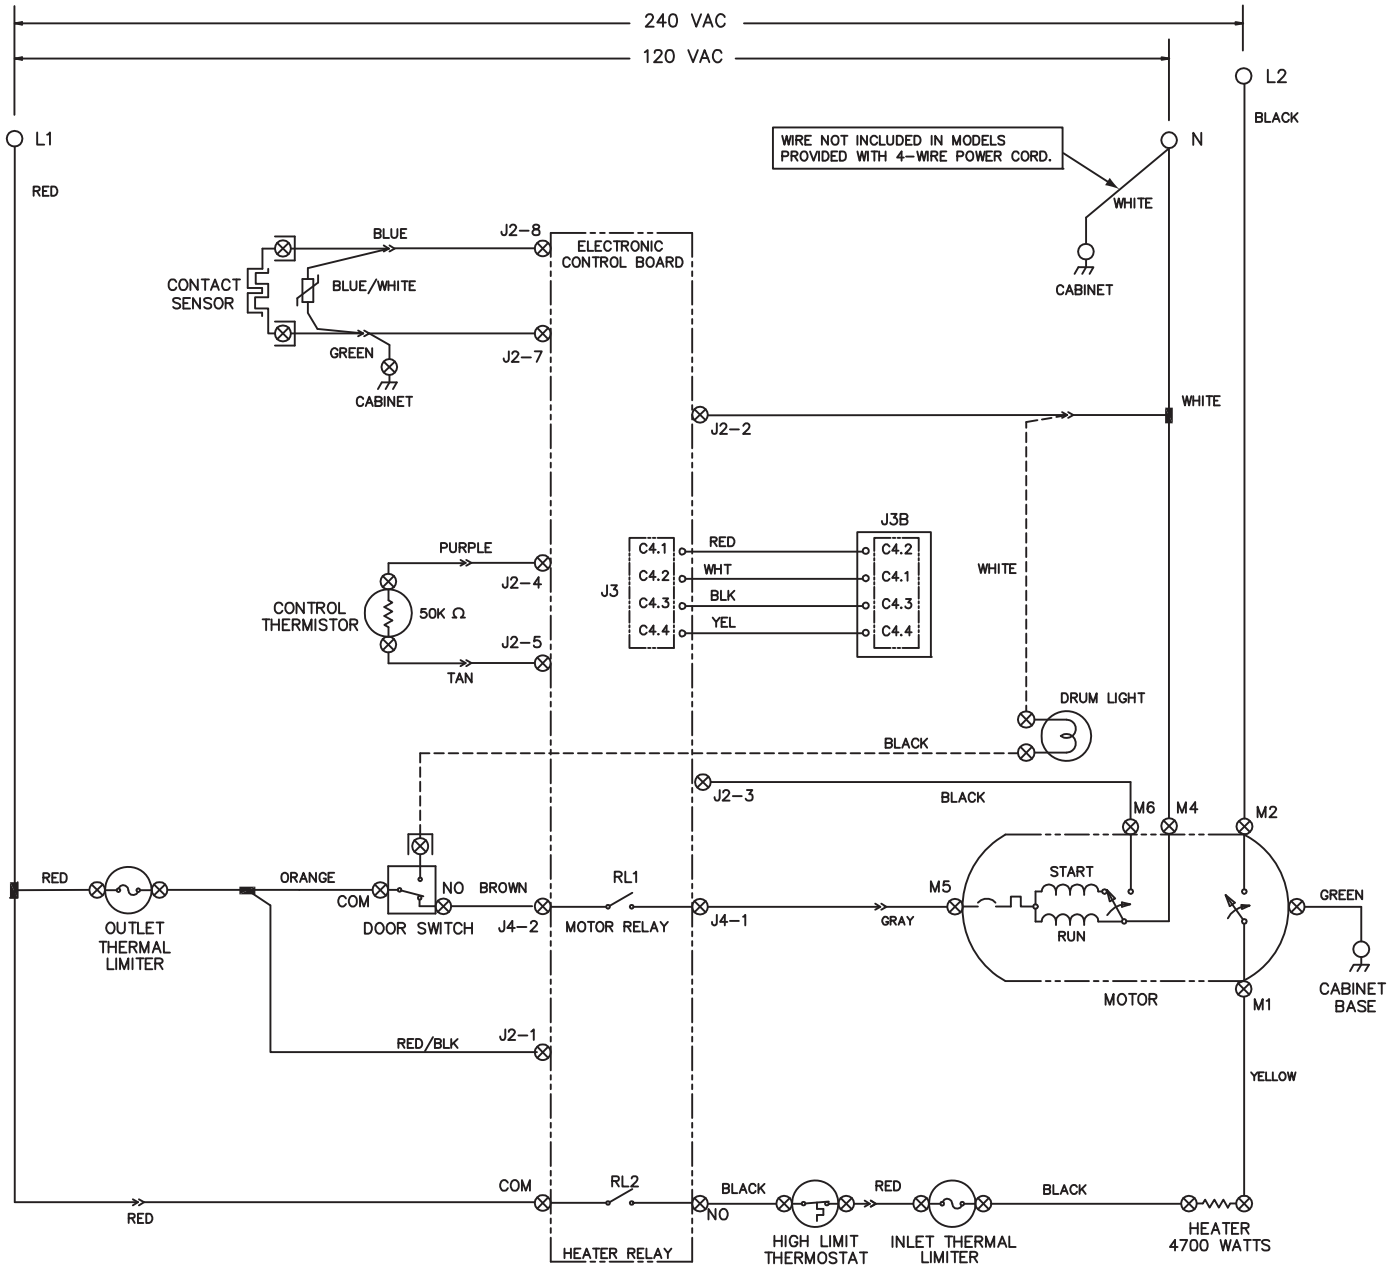 240 VAC
120 VAC
L2
BLACK
L1
N
WIRE NOT INCLUDED IN MODELS
PROVIDED WITH 4-WIRE POWER CORD.
RED
WHITE
BLUE
J2-8
ELECTRONIC
CONTROL BOARD
CONTACT
SENSOR
BLUE/WHITE
CABINET
GREEN
J2-7
CABINET
WHITE
J2-2
J3B
PURPLE
J2-4
CONTROL
THERMISTOR
50K Ω
J2-5
TAN
J3
C4.1
RED
C4.2
C4.2
WHT
C4.1
C4.3
BLK
C4.3
C4.4
YEL
C4.4
WHITE
DRUM LIGHT
BLACK
J2-3
BLACK
M6
M4
M2
RED
OUTLET
THERMAL
LIMITER
ORANGE
COM
NO
BROWN
DOOR SWITCH
J4-2
RL1
MOTOR RELAY
J4-1
GRAY
M5
START
RUN
MOTOR
GREEN
CABINET
BASE
M1
J2-1
RED/BLK
YELLOW
COM
RED
RL2
HEATER RELAY
NO
BLACK
HIGH LIMIT
THERMOSTAT
RED
INLET THERMAL
LIMITER
BLACK
HEATER
4700 WATTS